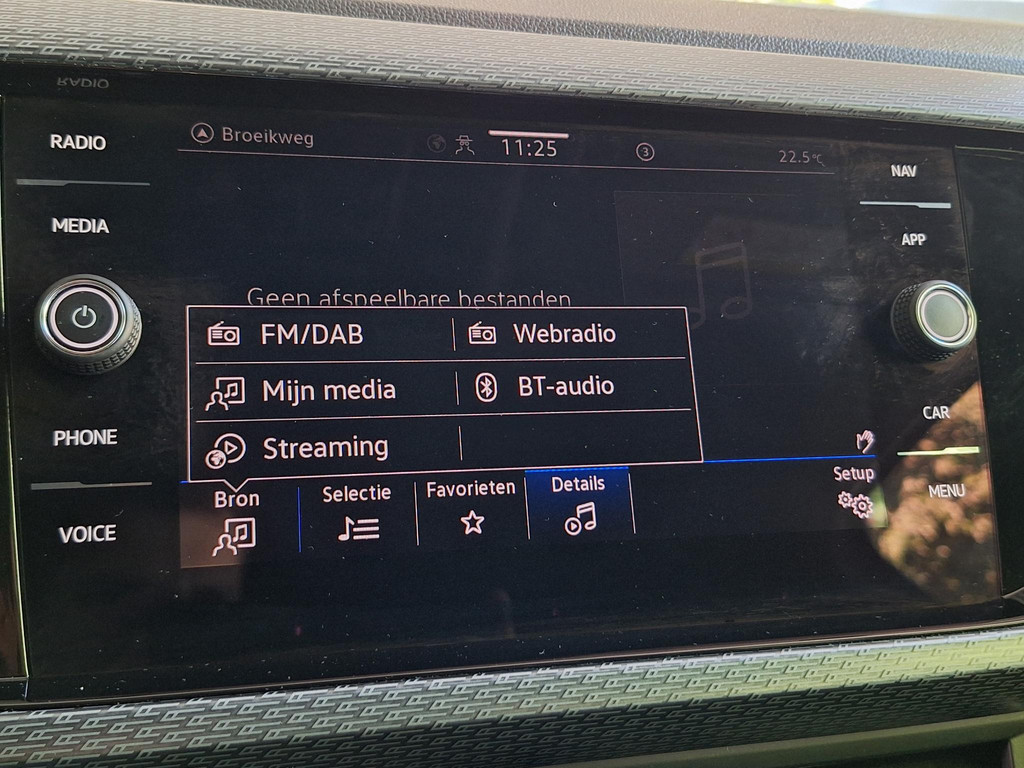 RADIO
MEDIA
PHONE
VOICE
Broeikweg
11:25
3
22.5°C
Geen afspeelbare bestanden
FM/DAB
Webradio
Mijn media
BT-audio
Streaming
Bron
Selectie
Favorieten
Details
Setup
NAV
APP
CAR
MENU